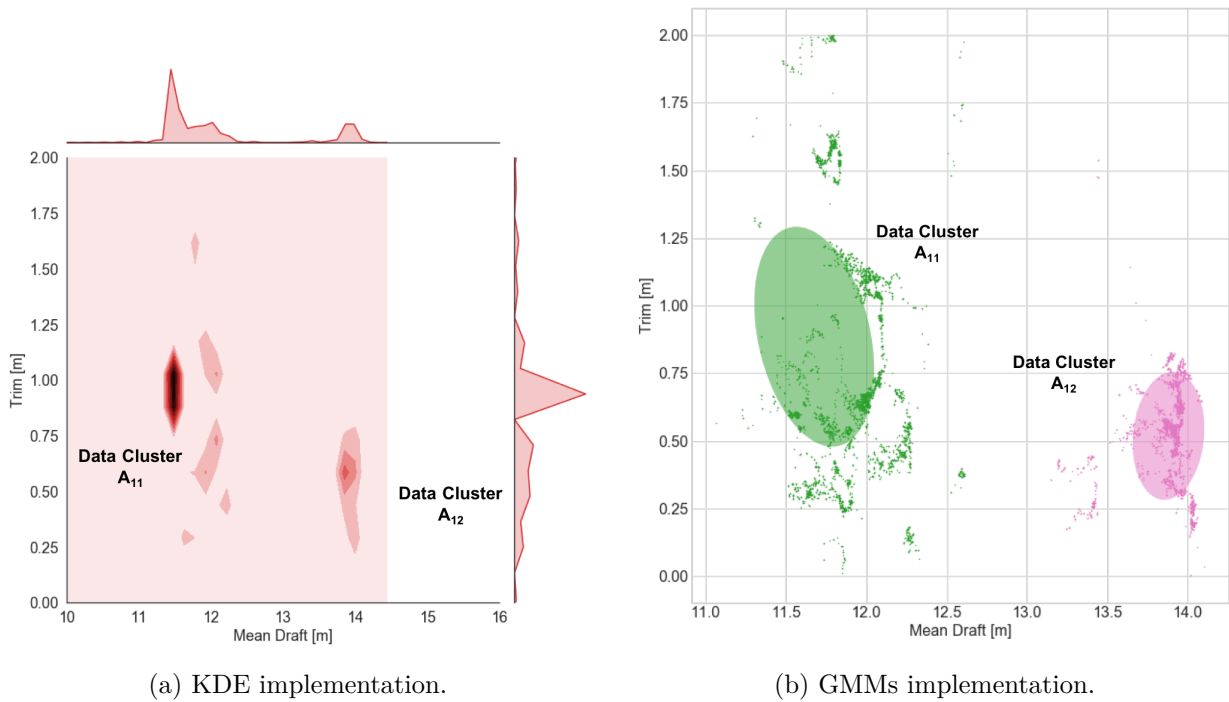 2.00
1.75
1.50
1.25
1.00
0.75
0.50
0.25
0.00
Trim [m]
10 11 12 13 14 15 16
Mean Draft [m]
Data Cluster
A₁₁
Data Cluster
A₁₂
(a) KDE implementation.
2.00
1.75
1.50
1.25
1.00
0.75
0.50
0.25
0.00
Trim [m]
11.0 11.5 12.0 12.5 13.0 13.5 14.0
Mean Draft [m]
Data Cluster
A₁₁
Data Cluster
A₁₂
(b) GMMs implementation.